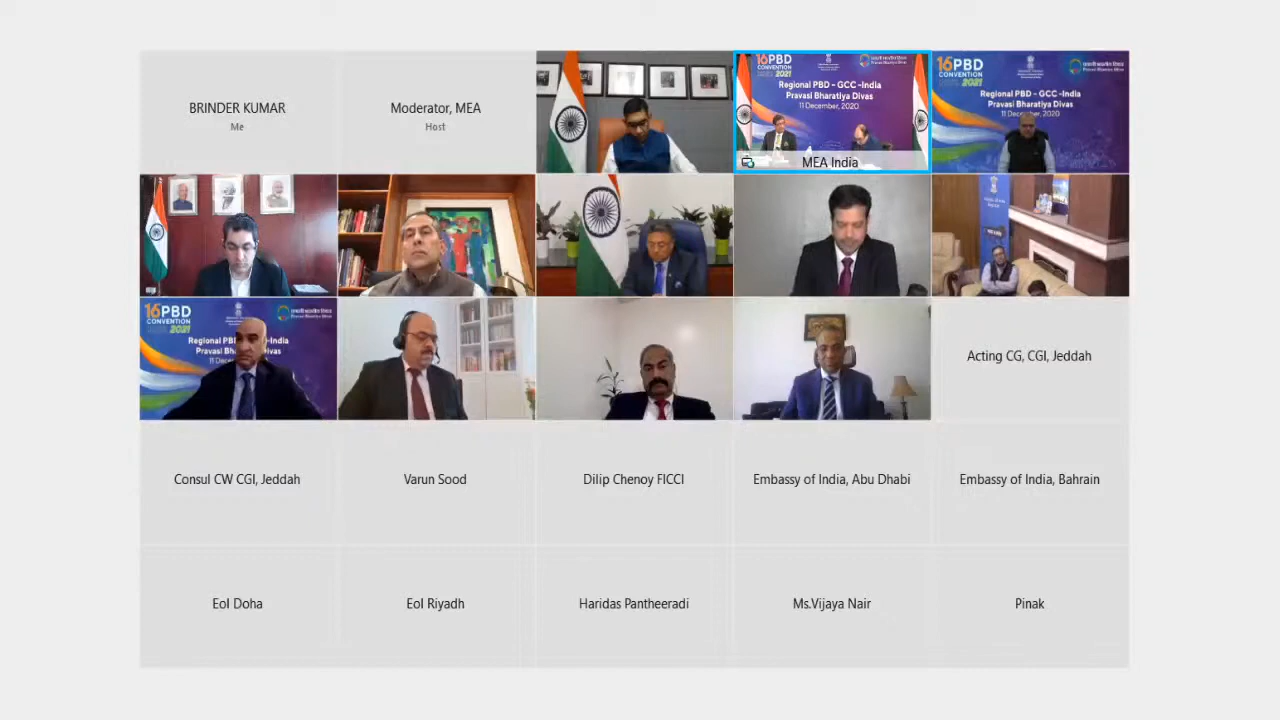 BRINDER KUMAR
Me
Moderator, MEA
Host
16PBD
CONVENTION
2021
Regional PBD - GCC -India
Pravasi Bharatiya Divas
11 December, 2020
MEA India
16PBD
CONVENTION
2021
Regional PBD - GCC -India
Pravasi Bharatiya Divas
11 December, 2020
16PBD
CONVENTION
2021
Regional PBD -India
Pravasi Bh Divas
11 Dece
Acting CG, CGI, Jeddah
Consul CW CGI, Jeddah
Varun Sood
Dilip Chenoy FICCI
Embassy of India, Abu Dhabi
Embassy of India, Bahrain
EoI Doha
EoI Riyadh
Haridas Pantheeradi
Ms.Vijaya Nair
Pinak